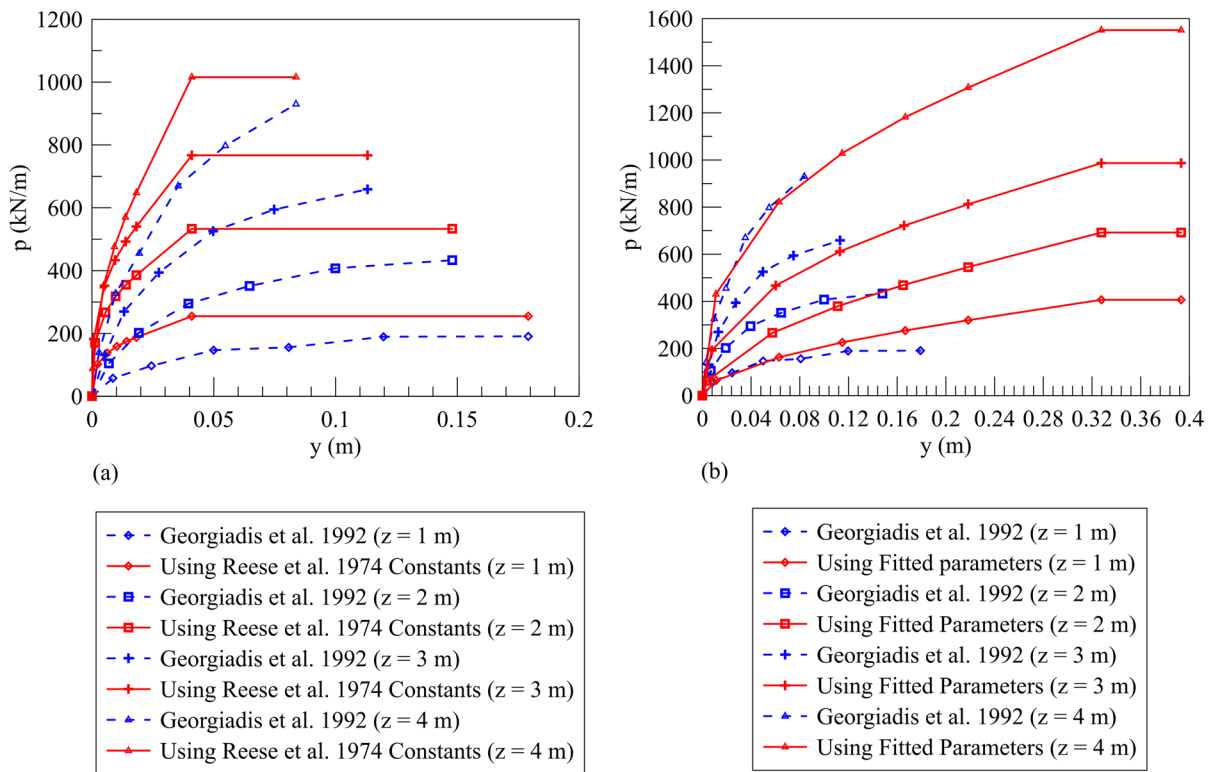 1200
1000
800
600
400
200
0
p (kN/m)
0
0.05
0.1
0.15
0.2
y (m)
(a)
Georgiadis et al. 1992 (z = 1 m)
Using Reese et al. 1974 Constants (z = 1 m)
Georgiadis et al. 1992 (z = 2 m)
Using Reese et al. 1974 Constants (z = 2 m)
Georgiadis et al. 1992 (z = 3 m)
Using Reese et al. 1974 Constants (z = 3 m)
Georgiadis et al. 1992 (z = 4 m)
Using Reese et al. 1974 Constants (z = 4 m)
1600
1400
1200
1000
800
600
400
200
0
p (kN/m)
0
0.04
0.08
0.12
0.16
0.2
0.24
0.28
0.32
0.36
0.4
y (m)
(b)
Georgiadis et al. 1992 (z = 1 m)
Using Fitted parameters (z = 1 m)
Georgiadis et al. 1992 (z = 2 m)
Using Fitted Parameters (z = 2 m)
Georgiadis et al. 1992 (z = 3 m)
Using Fitted Parameters (z = 3 m)
Georgiadis et al. 1992 (z = 4 m)
Using Fitted Parameters (z = 4 m)